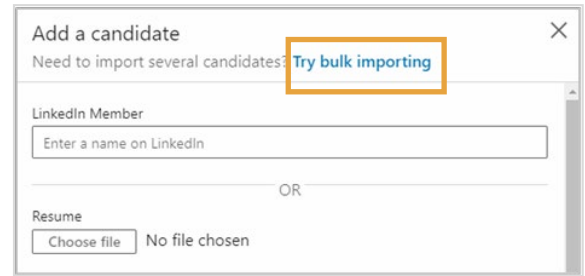 Add a candidate
Need to import several candidates? Try bulk importing
LinkedIn Member
Enter a name on LinkedIn
OR
Resume
Choose file No file chosen